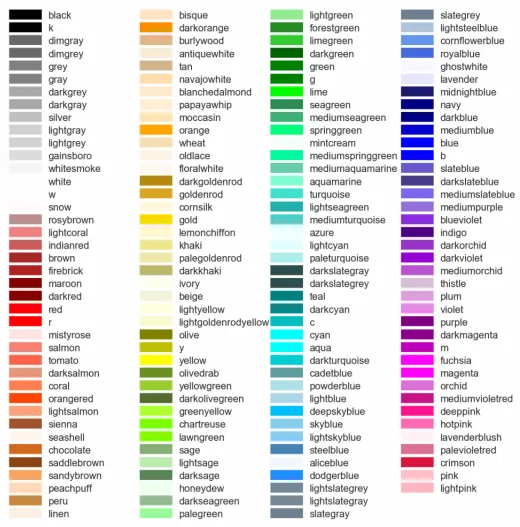 black
k
dimgray
dimgrey
grey
gray
darkgrey
darkgray
silver
lightgray
lightgrey
gainsboro
whitesmoke
white
w
snow
rosybrown
lightcoral
indianred
brown
firebrick
maroon
darkred
red
r
mistyrose
salmon
tomato
darksalmon
coral
orangered
lightsalmon
sienna
seashell
chocolate
saddlebrown
sandybrown
peachpuff
peru
linen
bisque
darkorange
burlywood
antiquewhite
tan
navajowhite
blanchedalmond
papayawhip
moccasin
orange
wheat
oldlace
floralwhite
darkgoldenrod
goldenrod
cornsilk
gold
lemonchiffon
khaki
palegoldenrod
darkkhaki
ivory
beige
lightyellow
lightgoldenrodyellow
olive
y
yellow
olivedrab
yellowgreen
darkolivegreen
greenyellow
chartreuse
lawngreen
sage
lightsage
darksage
honeydew
darkseagreen
palegreen
lightgreen
forestgreen
limegreen
darkgreen
green
g
lime
seagreen
mediumseagreen
springgreen
mintcream
mediumspringgreen
mediumaquamarine
aquamarine
turquoise
lightseagreen
mediumturquoise
azure
lightcyan
paleturquoise
darkslategray
darkslategrey
teal
darkcyan
c
cyan
aqua
darkturquoise
cadetblue
powderblue
lightblue
deepskyblue
skyblue
lightskyblue
steelblue
aliceblue
dodgerblue
lightslategrey
lightslategray
slategray
slategrey
lightsteelblue
cornflowerblue
royalblue
ghostwhite
lavender
midnightblue
navy
darkblue
mediumblue
blue
b
slateblue
darkslateblue
mediumslateblue
mediumpurple
blueviolet
indigo
darkorchid
darkviolet
mediumorchid
thistle
plum
violet
purple
darkmagenta
m
fuchsia
magenta
orchid
mediumvioletred
deeppink
hotpink
lavenderblush
palevioletred
crimson
pink
lightpink